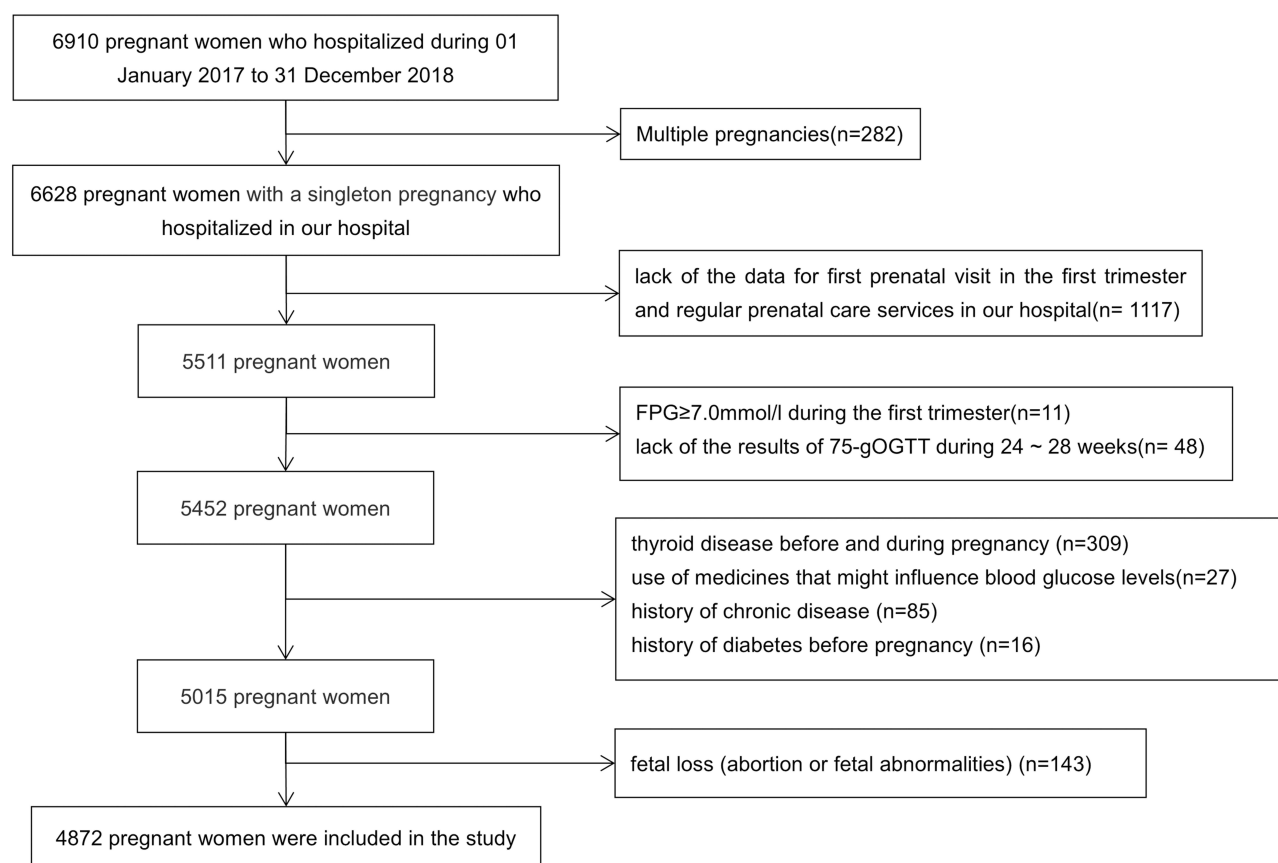 6910 pregnant women who hospitalized during 01
January 2017 to 31 December 2018
Multiple pregnancies(n=282)
6628 pregnant women with a singleton pregnancy who
hospitalized in our hospital
lack of the data for first prenatal visit in the first trimester
and regular prenatal care services in our hospital(n= 1117)
5511 pregnant women
FPG≥7.0mmol/l during the first trimester(n=11)
lack of the results of 75-gOGTT during 24 ~ 28 weeks(n= 48)
5452 pregnant women
thyroid disease before and during pregnancy (n=309)
use of medicines that might influence blood glucose levels(n=27)
history of chronic disease (n=85)
history of diabetes before pregnancy (n=16)
5015 pregnant women
fetal loss (abortion or fetal abnormalities) (n=143)
4872 pregnant women were included in the study